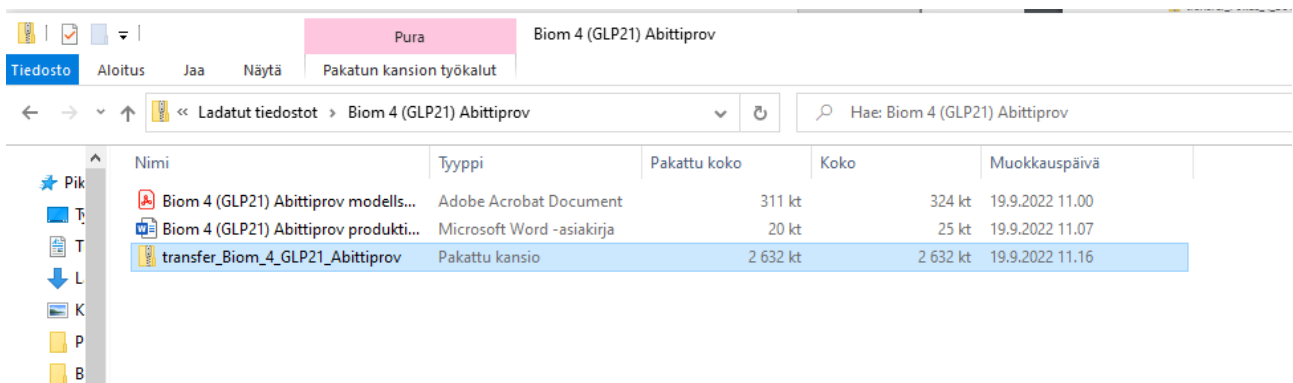 Pura
Biom 4 (GLP21) Abittiprov
Tiedosto Aloitus Jaa Näytä Pakatun kansion työkalut
« Ladatut tiedostot › Biom 4 (GLP21) Abittiprov
Hae: Biom 4 (GLP21) Abittiprov
Nimi Tyyppi Pakattu koko Koko Muokkauspäivä
Pik
Biom 4 (GLP21) Abittiprov modells... Adobe Acrobat Document 311 kt 324 kt 19.9.2022 11.00
Biom 4 (GLP21) Abittiprov produkti... Microsoft Word -asiakirja 20 kt 25 kt 19.9.2022 11.07
T
transfer_Biom_4_GLP21_Abittiprov Pakattu kansio 2 632 kt 2 632 kt 19.9.2022 11.16
L
K
P
B